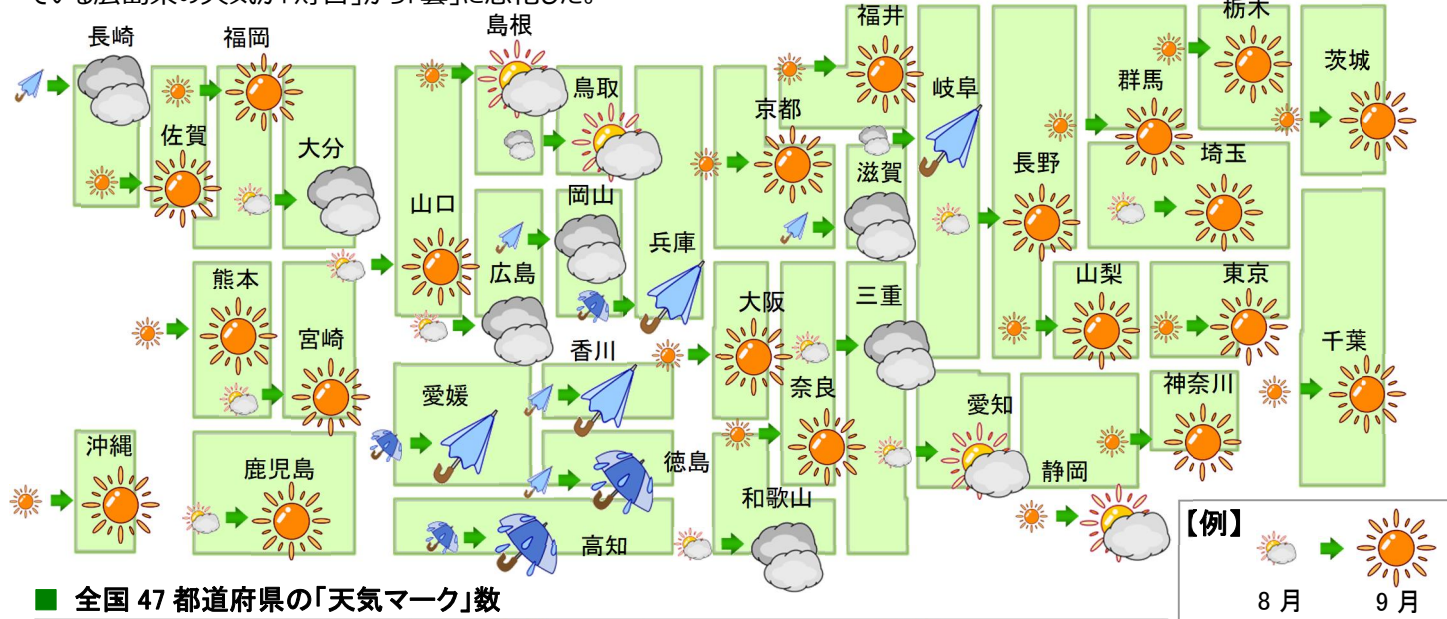 ている広島県の天気が「晴曇」から「曇」に悪化した。
長崎
福岡
島根
福井
栃木
佐賀
大分
鳥取
京都
岐阜
群馬
茨城
山口
岡山
滋賀
長野
埼玉
広島
兵庫
熊本
宮崎
香川
大阪
三重
山梨
東京
千葉
愛媛
奈良
愛知
神奈川
沖縄
鹿児島
徳島
静岡
高知
和歌山
【例】
8月
9月
■ 全国 47 都道府県の「天気マーク」数